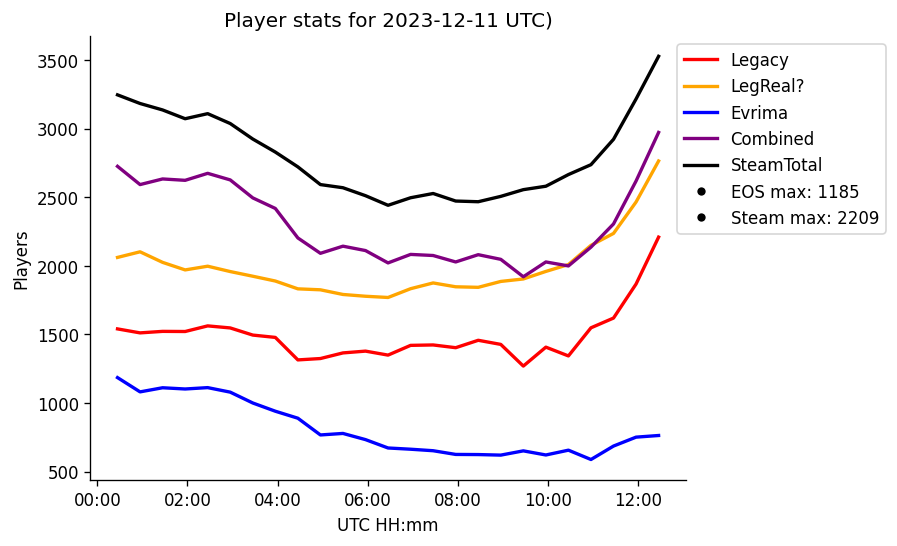 Player stats for 2023-12-11 UTC)
3500
3000
2500
2000
1500
1000
500
Players
00:00 02:00 04:00 06:00 08:00 10:00 12:00
UTC HH:mm
Legacy
LegReal?
Evrima
Combined
SteamTotal
EOS max: 1185
Steam max: 2209